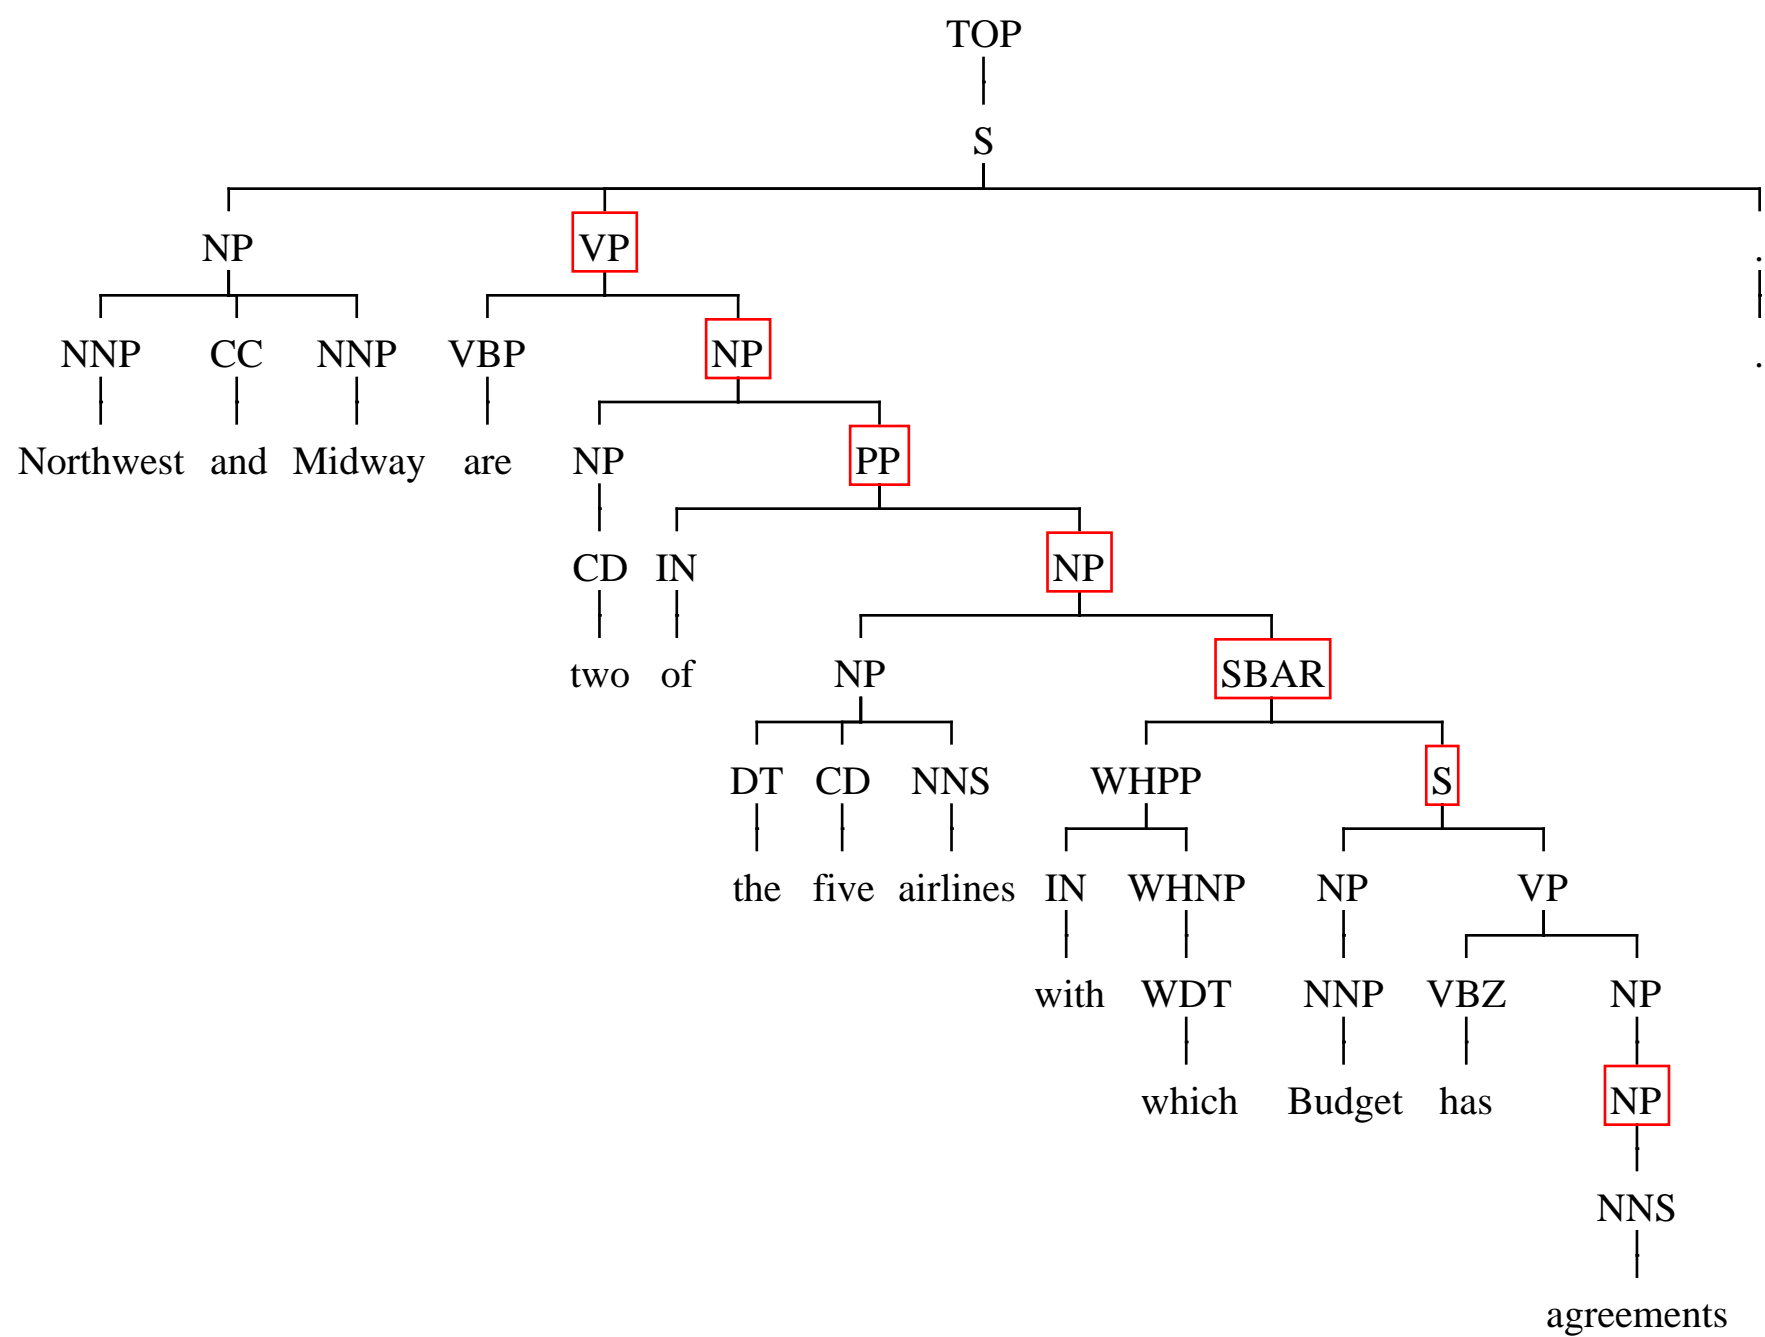 TOP
S
NP VP .
NNP CC NNP VBP NP .
Northwest and Midway are NP PP
CD IN NP
two of NP SBAR
DT CD NNS WHPP S
the five airlines IN WHNP NP VP
with WDT NNP VBZ NP
which Budget has NP
NNS
agreements